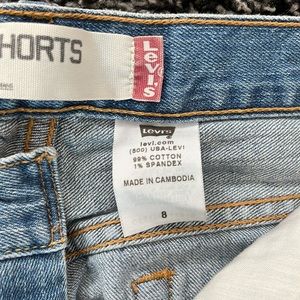 HORTS
Levi's
Levi's
levi.com
(800) USA-LEVI
99% COTTON
1% SPANDEX
MADE IN CAMBODIA
8